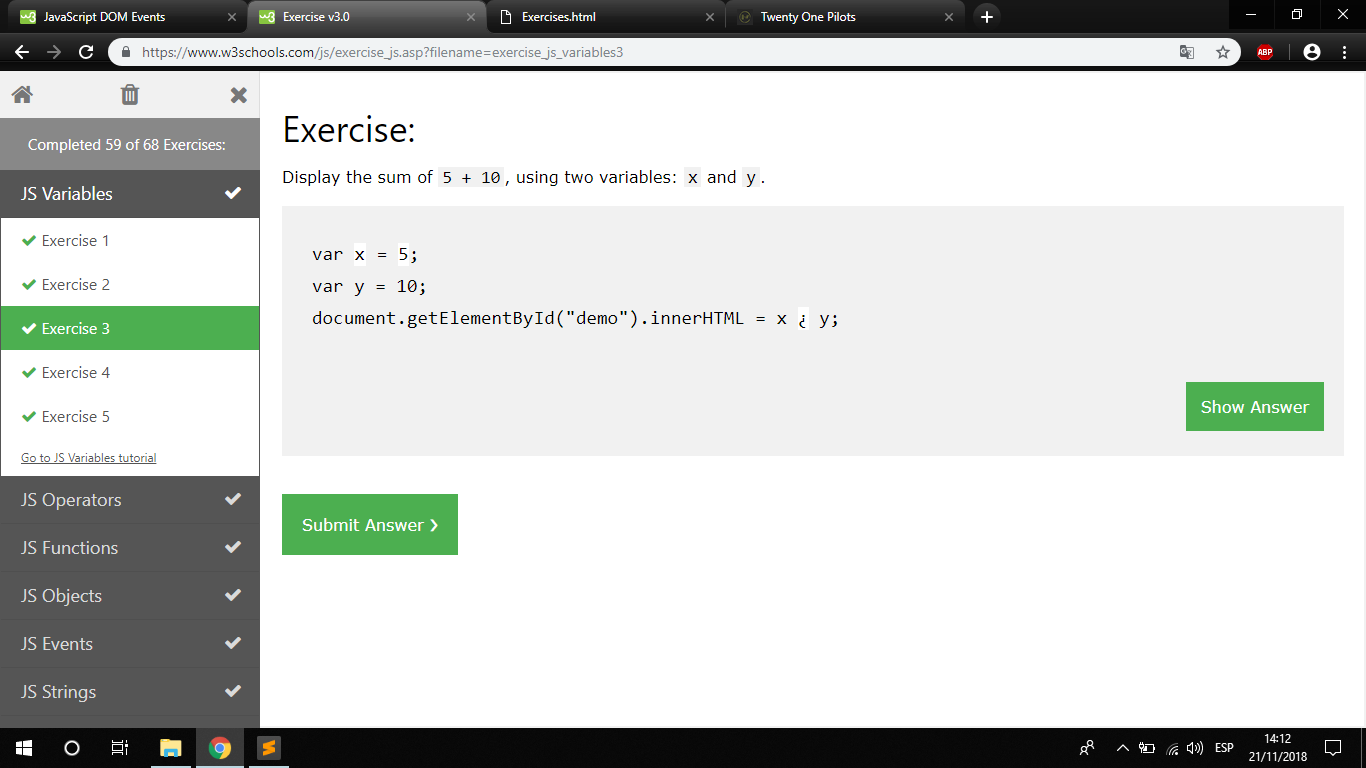 JavaScript DOM Events
Exercise v3.0
Exercises.html
Twenty One Pilots
https://www.w3schools.com/js/exercise_js.asp?filename=exercise_js_variables3
ABP
Completed 59 of 68 Exercises:
JS Variables
Exercise 1
Exercise 2
Exercise 3
Exercise 4
Exercise 5
Go to JS Variables tutorial
JS Operators
JS Functions
JS Objects
JS Events
JS Strings
Exercise:
Display the sum of 5 + 10, using two variables: x and y.
var x = 5;
var y = 10;
document.getElementById("demo").innerHTML = x ¿ y;
Show Answer
Submit Answer ❯
ESP
14:12
21/11/2018